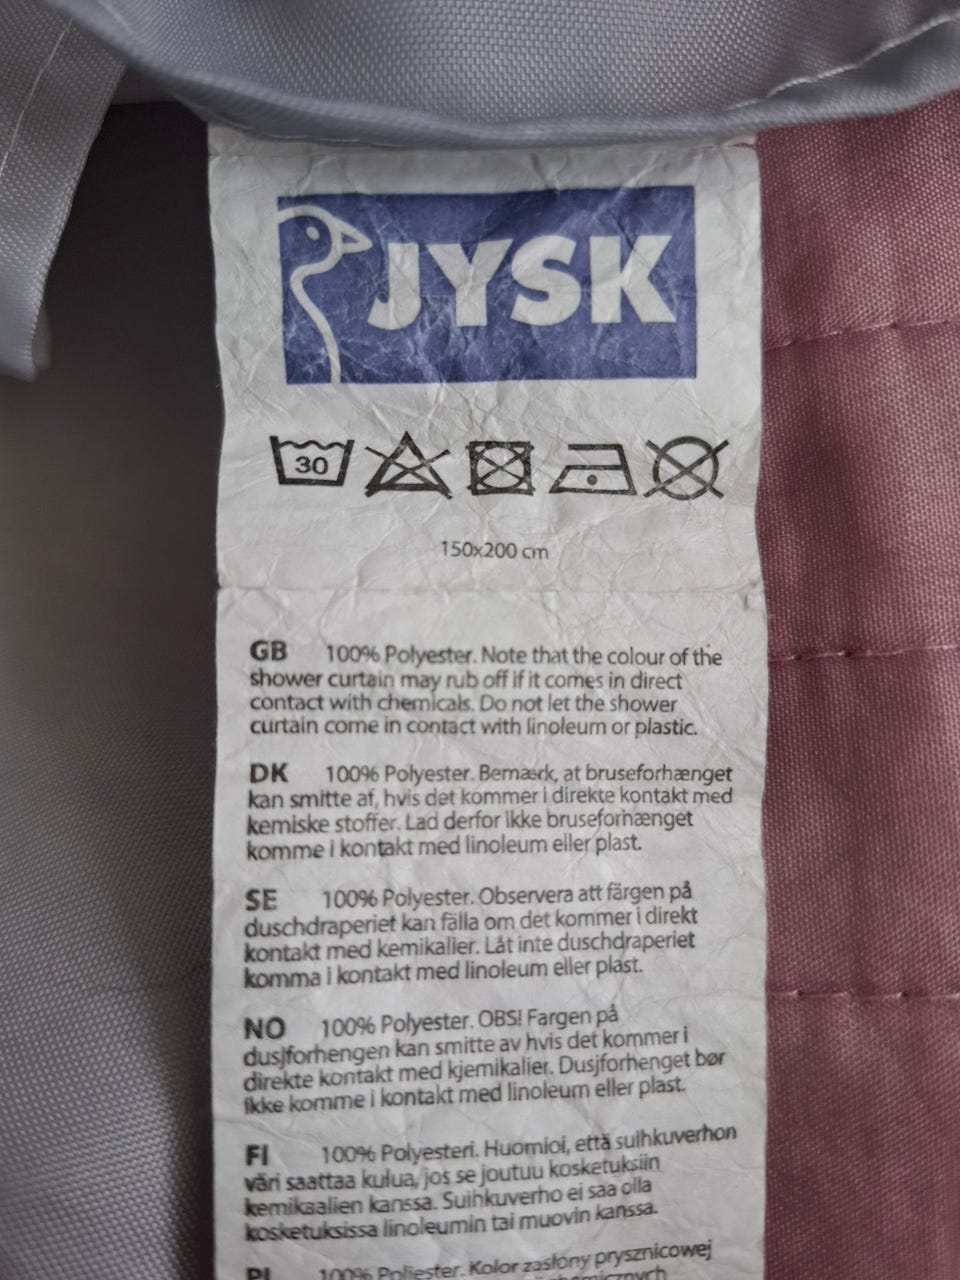 JYSK
30
150x200 cm
GB 100% Polyester. Note that the colour of the
shower curtain may rub off if it comes in direct
contact with chemicals. Do not let the shower
curtain come in contact with linoleum or plastic.
DK 100% Polyester. Bemærk, at bruseforhænget
kan smitte af, hvis det kommer i direkte kontakt med
kemiske stoffer. Lad derfor ikke bruseforhænget
komme i kontakt med linoleum eller plast.
SE 100% Polyester. Observera att färgen på
duschdraperiet kan fälla om det kommer i direkt
kontakt med kemikalier. Låt inte duschdraperiet
komma i kontakt med linoleum eller plast.
NO 100% Polyester. OBS! Fargen på
dusjforhengen kan smitte av hvis det kommer i
direkte kontakt med kjemikalier. Dusjforhenget bør
ikke komme i kontakt med linoleum eller plast.
FI 100% Polyesteri. Huomioi, että suihkuverhon
väri saattaa kulua, jos se joutuu kosketuksiin
kemikaalien kanssa. Suihkuverho ei saa olla
kosketuksissa linoleumin tai muovin kanssa.
PL 100% Poliester. Kolor zasłony prysznicowej